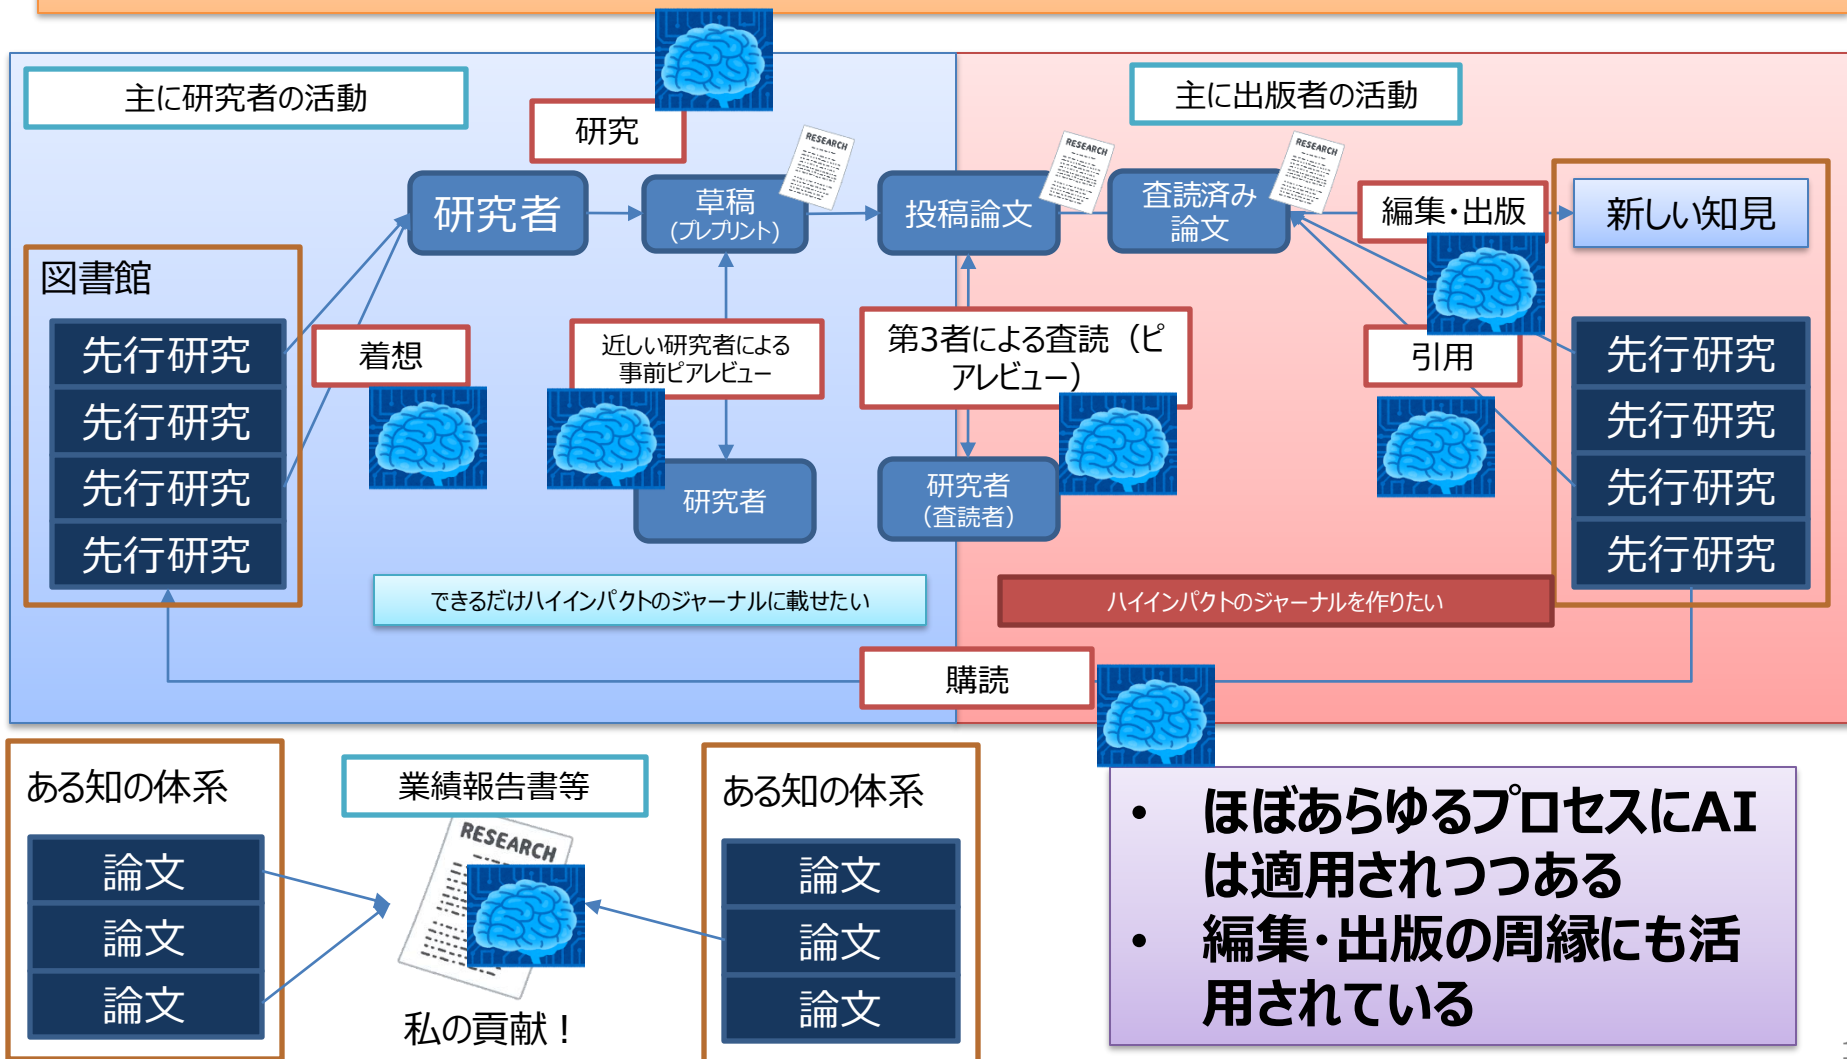 主に研究者の活動
主に出版者の活動
研究
RESEARCH
RESEARCH
RESEARCH
研究者
草稿
(プレプリント)
投稿論文
査読済み
論文
編集・出版
新しい知見
図書館
先行研究
先行研究
先行研究
先行研究
着想
近しい研究者による
事前ピアレビュー
第3者による査読（ピ
アレビュー）
引用
先行研究
先行研究
先行研究
先行研究
研究者
研究者
（査読者）
できるだけハイインパクトのジャーナルに載せたい
ハイインパクトのジャーナルを作りたい
購読
ある知の体系
論文
論文
論文
業績報告書等
RESEARCH
私の貢献！
ある知の体系
論文
論文
論文
• ほぼあらゆるプロセスにAI
は適用されつつある
• 編集・出版の周縁にも活
用されている